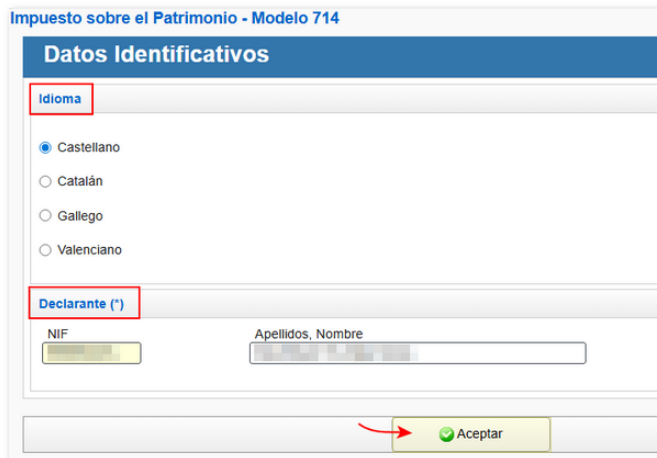 Impuesto sobre el Patrimonio - Modelo 714
Datos Identificativos
Idioma
Castellano
Catalán
Gallego
Valenciano
Declarante (*)
NIF Apellidos, Nombre
Aceptar